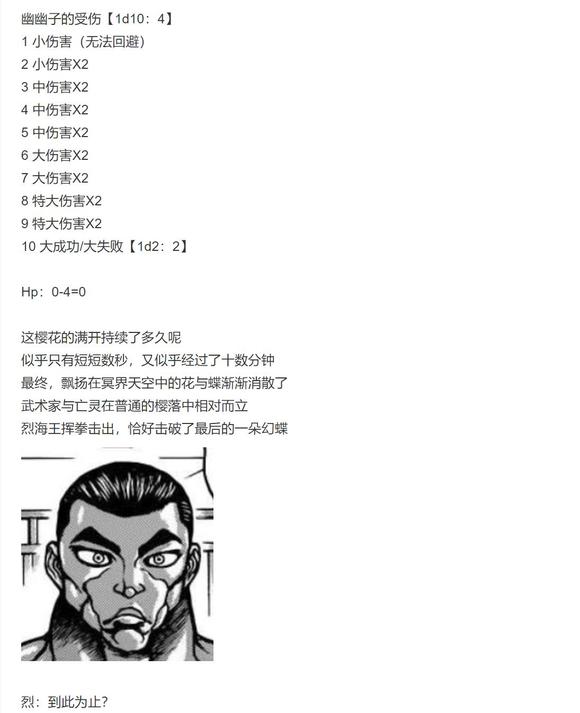 幽幽子的受伤【1d10：4】
1 小伤害（无法回避）
2 小伤害X2
3 中伤害X2
4 中伤害X2
5 中伤害X2
6 大伤害X2
7 大伤害X2
8 特大伤害X2
9 特大伤害X2
10 大成功/大失败【1d2：2】
Hp：0-4=0
这樱花的满开持续了多久呢
似乎只有短短数秒，又似乎经过了十数分钟
最终，飘扬在冥界天空中的花与蝶渐渐消散了
武术家与亡灵在普通的樱落中相对而立
烈海王挥拳击出，恰好击破了最后的一朵幻蝶
烈：到此为止？